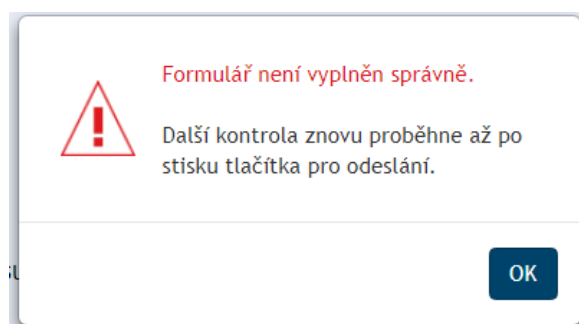 Formulář není vyplněn správně.
Další kontrola znovu proběhne až po
stisku tlačítka pro odeslání.
OK